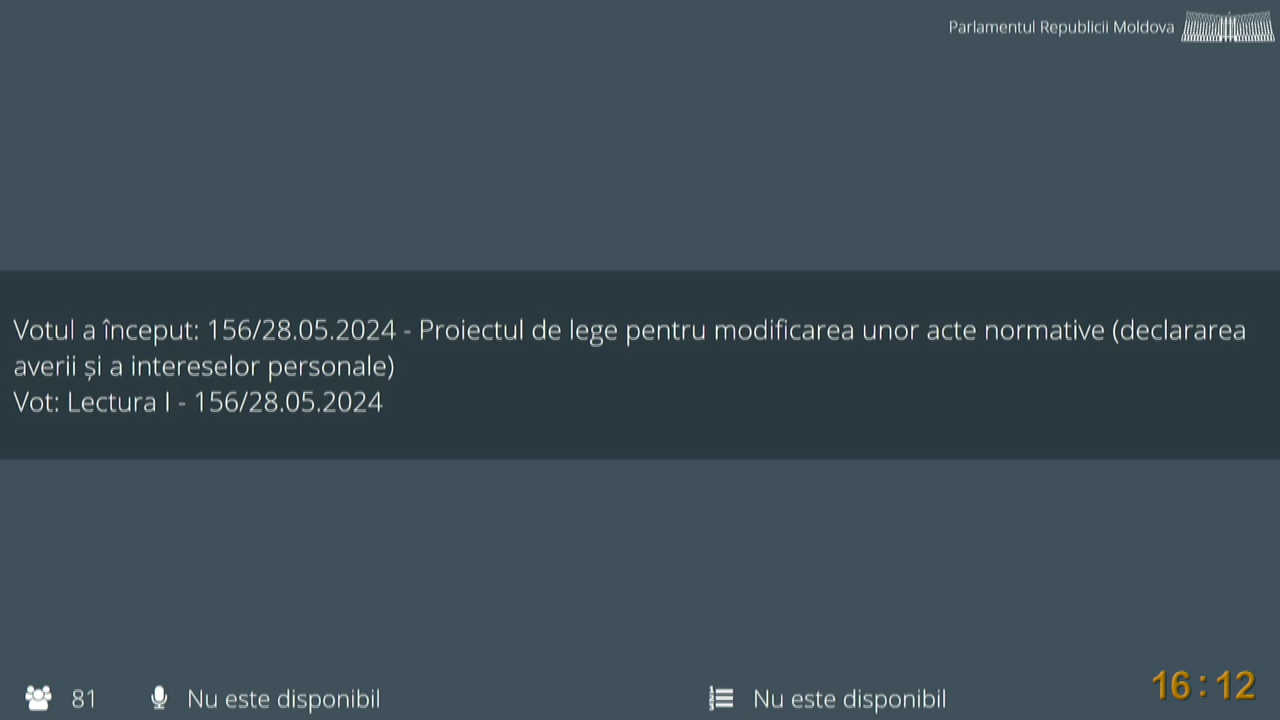 Parlamentul Republicii Moldova
Votul a început: 156/28.05.2024 - Proiectul de lege pentru modificarea unor acte normative (declararea
averii și a intereselor personale)
Vot: Lectura I - 156/28.05.2024
81 Nu este disponibil Nu este disponibil 16:12